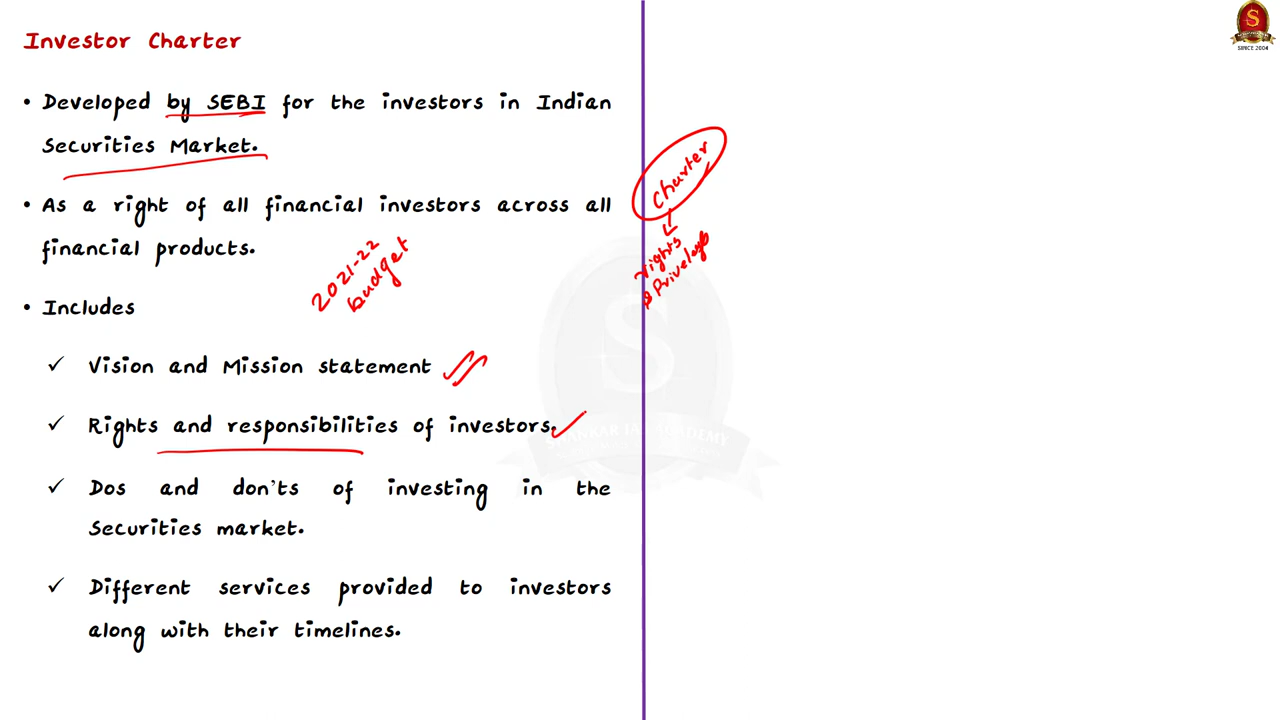 Investor Charter
• Developed by SEBI for the investors in Indian
Securities Market.
• As a right of all financial investors across all
financial products.
2021-22
budget
• Includes
✓ Vision and Mission statement
✓ Rights and responsibilities of investors.
✓ Dos and don'ts of investing in the
Securities market.
✓ Different services provided to investors
along with their timelines.
Charter
rights
S
SINCE 2004
S